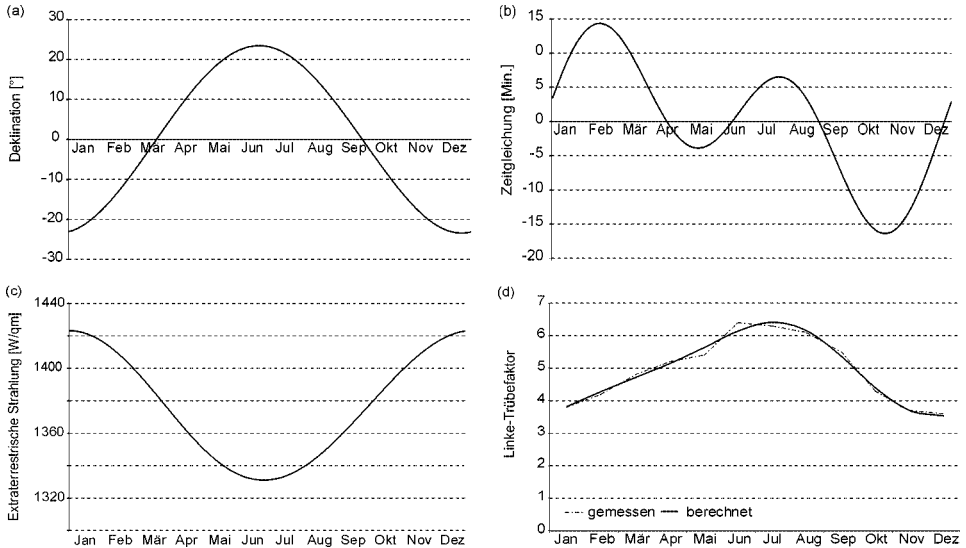 (a)
Deklination [°]
30
20
10
0
-10
-20
-30
Jan Feb Mär Apr Mai Jun Jul Aug Sep Okt Nov Dez
(b)
Zeitgleichung [Min.]
15
0
5
0
-5
-10
-15
-20
Jan Feb Mär Apr Mai Jun Jul Aug Sep Okt Nov Dez
(c)
Extraterrestrische Strahlung [W/qm]
1440
1400
1360
1320
Jan Feb Mär Apr Mai Jun Jul Aug Sep Okt Nov Dez
(d)
Linke-Trübefaktor
7
6
5
4
3
2
1
0
gemessen berechnet
Jan Feb Mär Apr Mai Jun Jul Aug Sep Okt Nov Dez